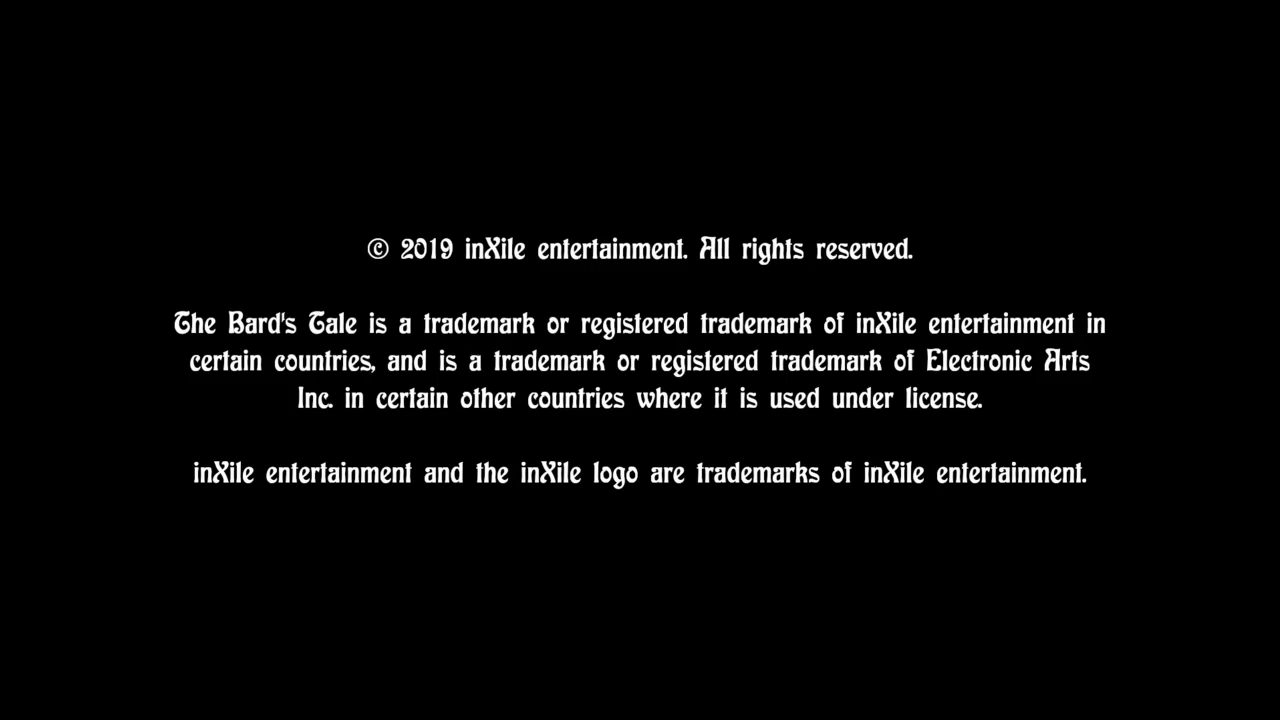 © 2019 inXile entertainment. All rights reserved.
The Bard's Tale is a trademark or registered trademark of inXile entertainment in
certain countries, and is a trademark or registered trademark of Electronic Arts
Inc. in certain other countries where it is used under license.
inXile entertainment and the inXile logo are trademarks of inXile entertainment.